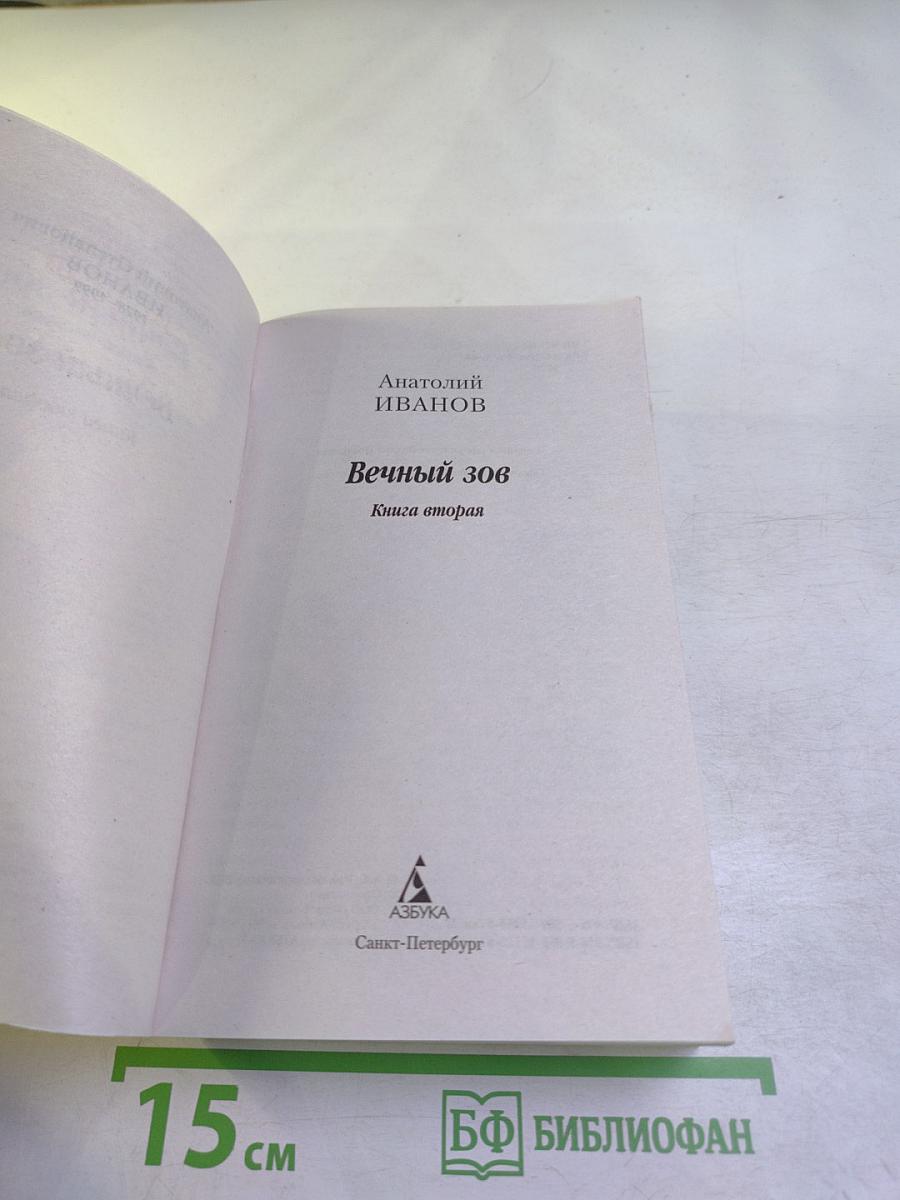 Анатолий
ИВАНОВ
Вечный зов
Книга вторая
АЗБУКА
Санкт-Петербург
15 см
БФ БИБЛИОФАН